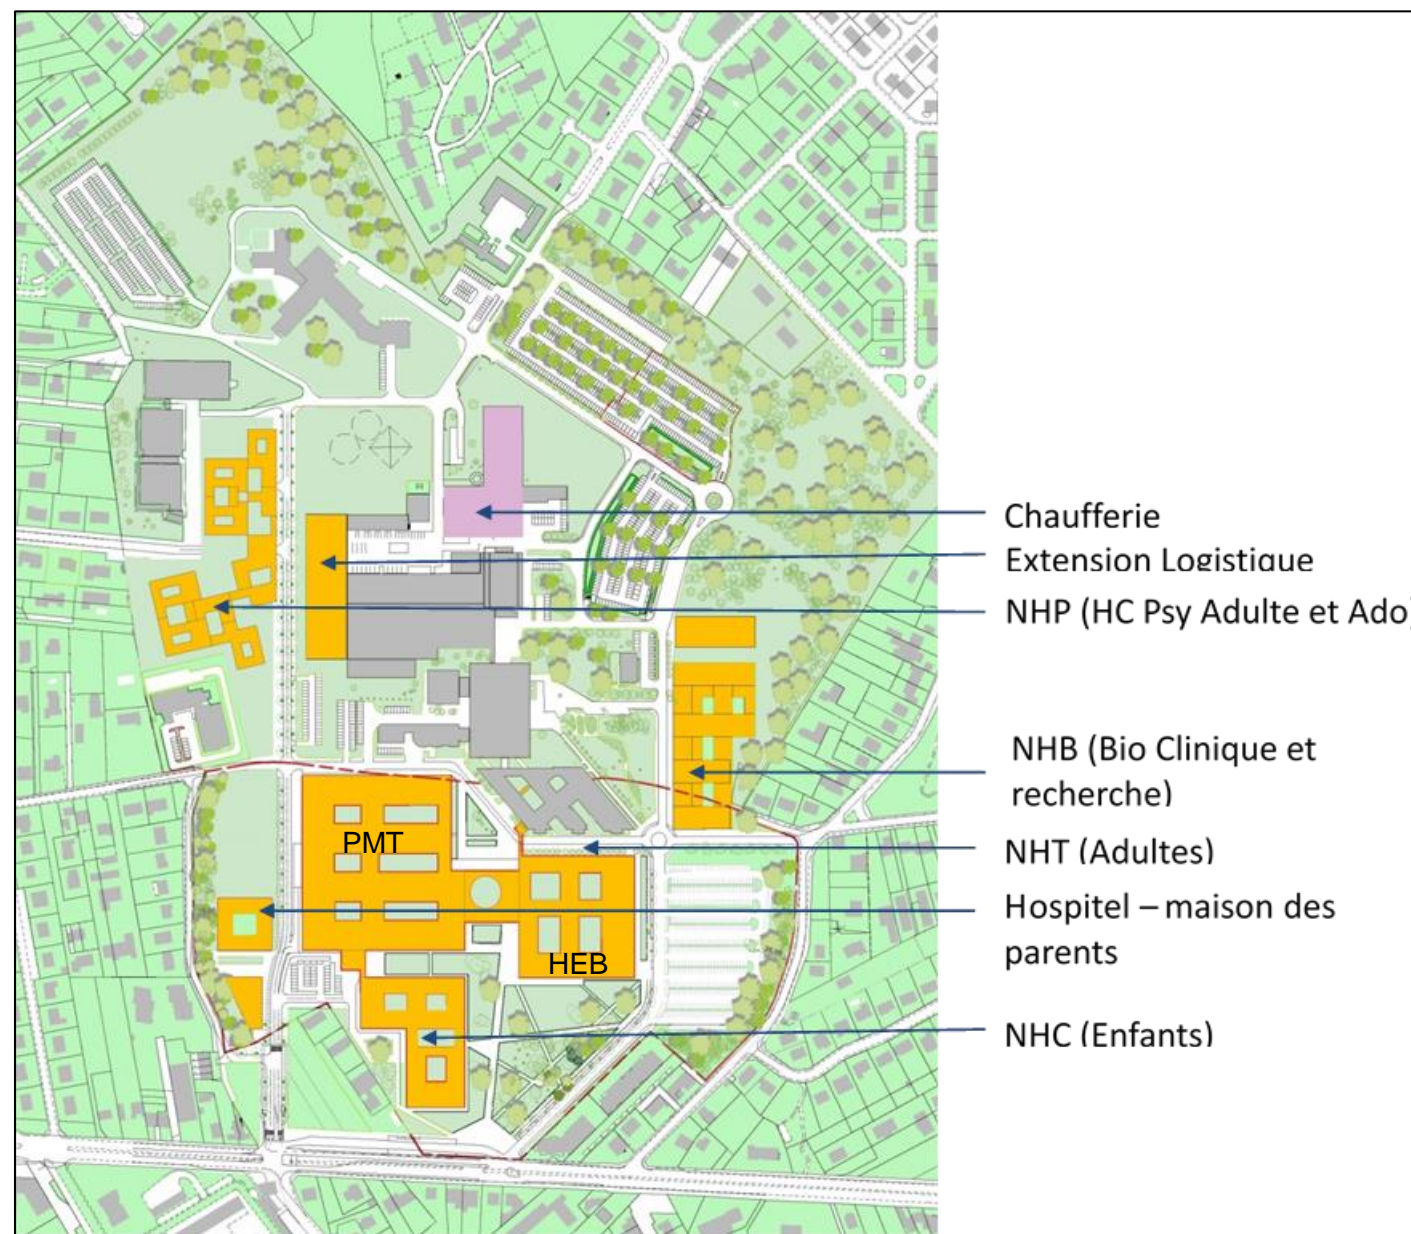 Chaufferie
Extension Logistique
NHP (HC Psy Adulte et Ado)
NHB (Bio Clinique et
recherche)
PMT
NHT (Adultes)
Hospitel – maison des
parents
HEB
NHC (Enfants)